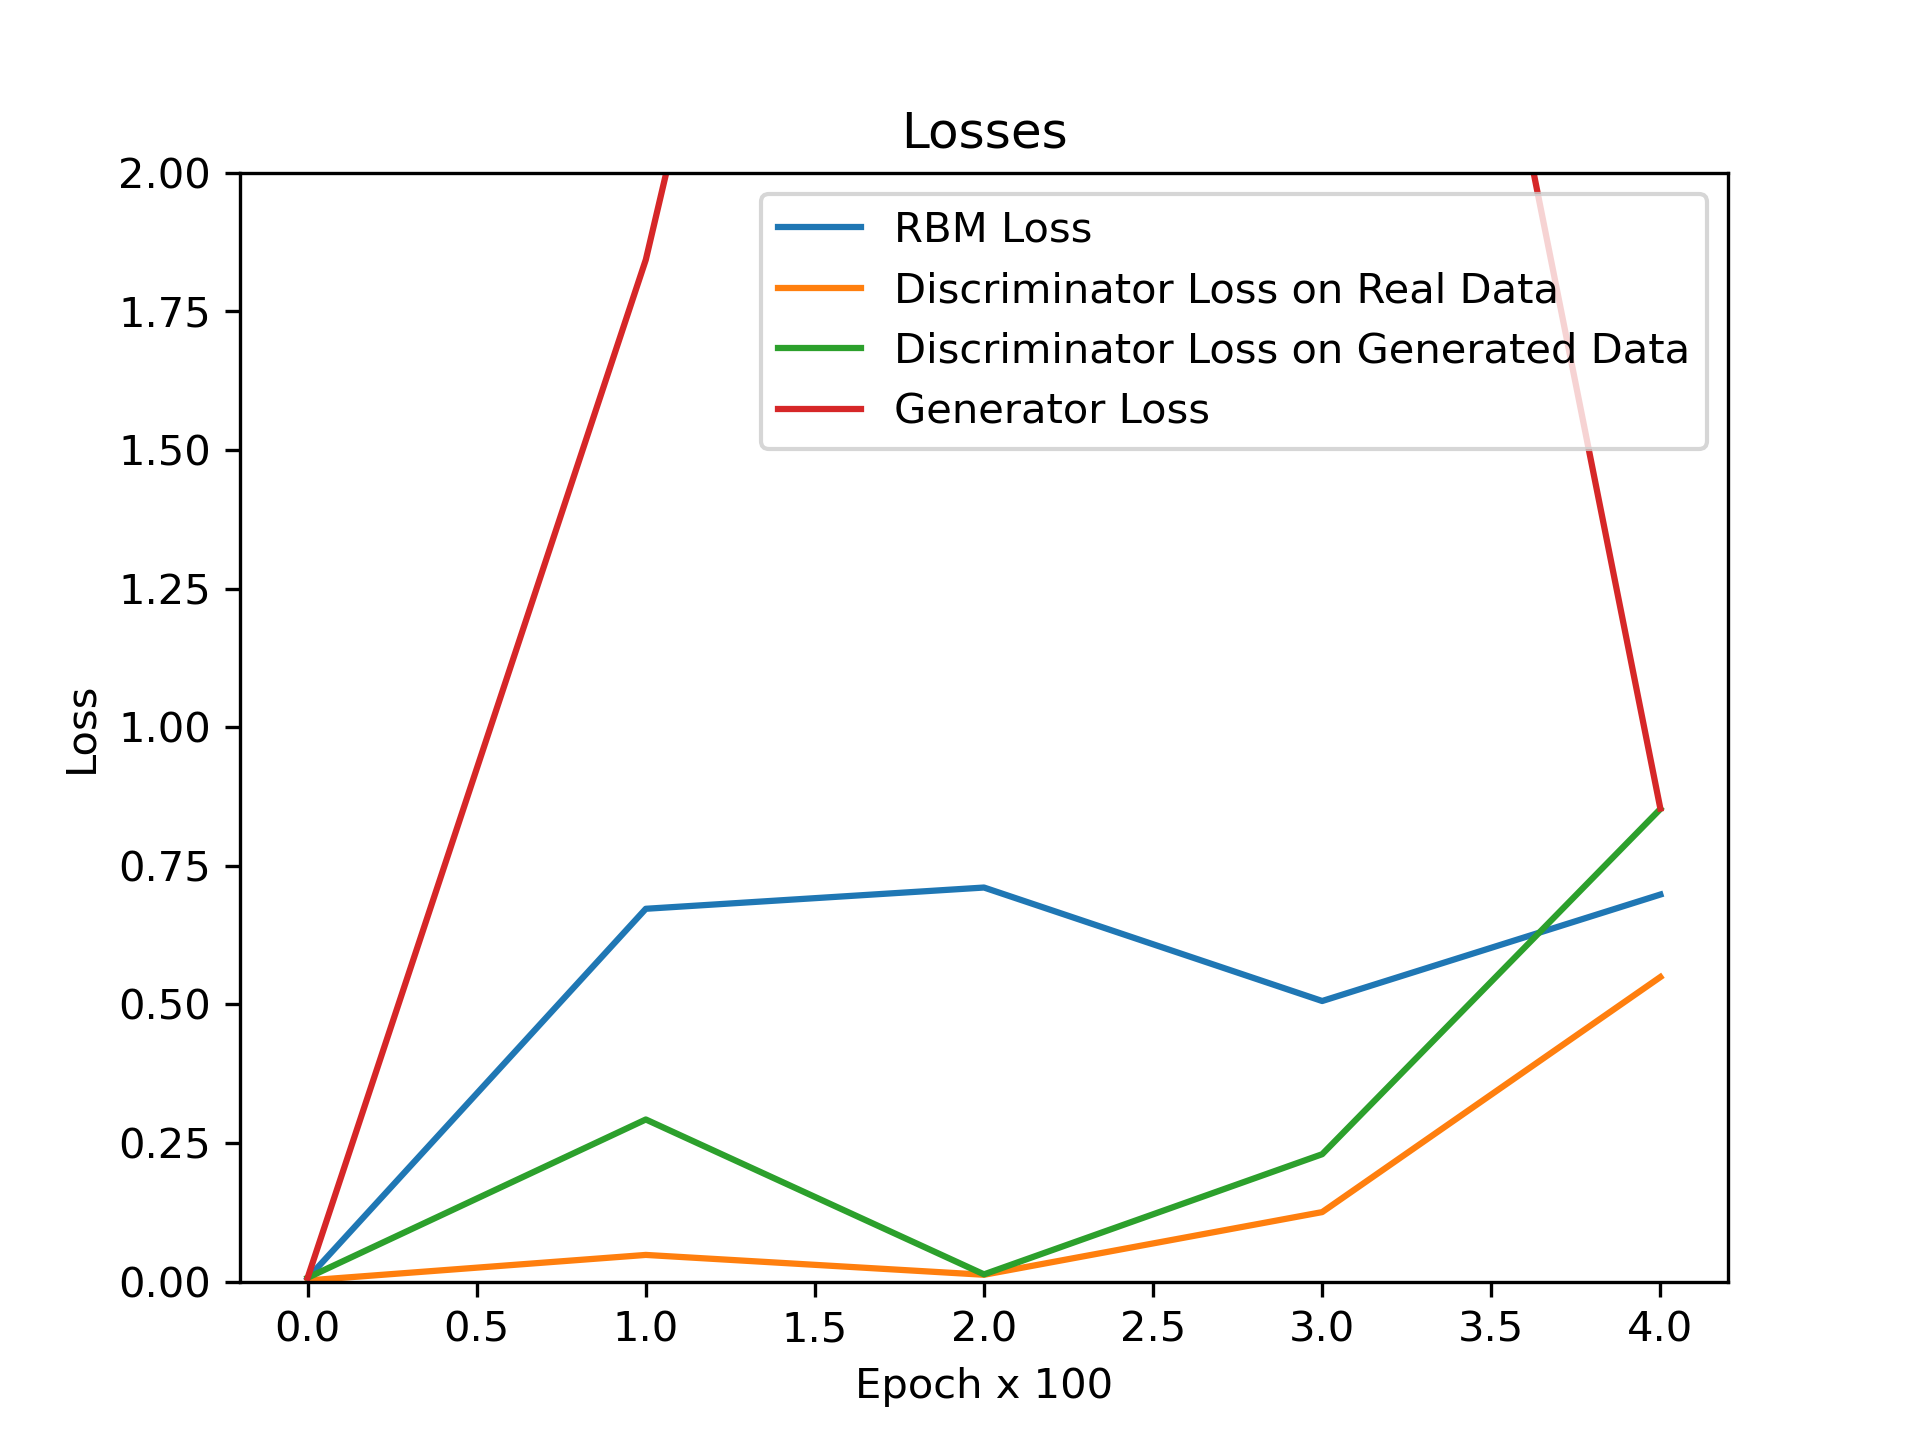 Losses
2.00
1.75
1.50
1.25
1.00
0.75
0.50
0.25
0.00
Loss
RBM Loss
Discriminator Loss on Real Data
Discriminator Loss on Generated Data
Generator Loss
0.0 0.5 1.0 1.5 2.0 2.5 3.0 3.5 4.0
Epoch x 100